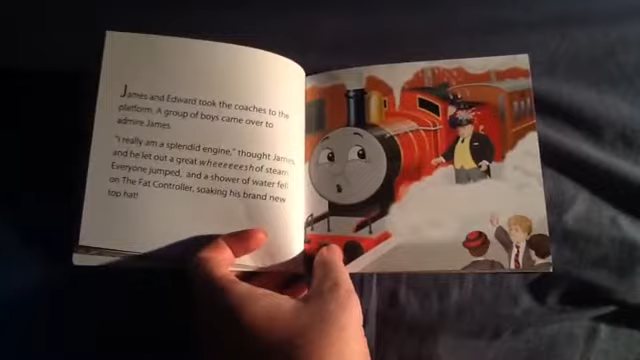 James and Edward took the coaches to the
platform. A group of boys came over to
admire James.
"I really am a splendid engine," thought James,
and he let out a great wheeeeesh of steam.
Everyone jumped, and a shower of water fell
on The Fat Controller, soaking his brand new
top hat!